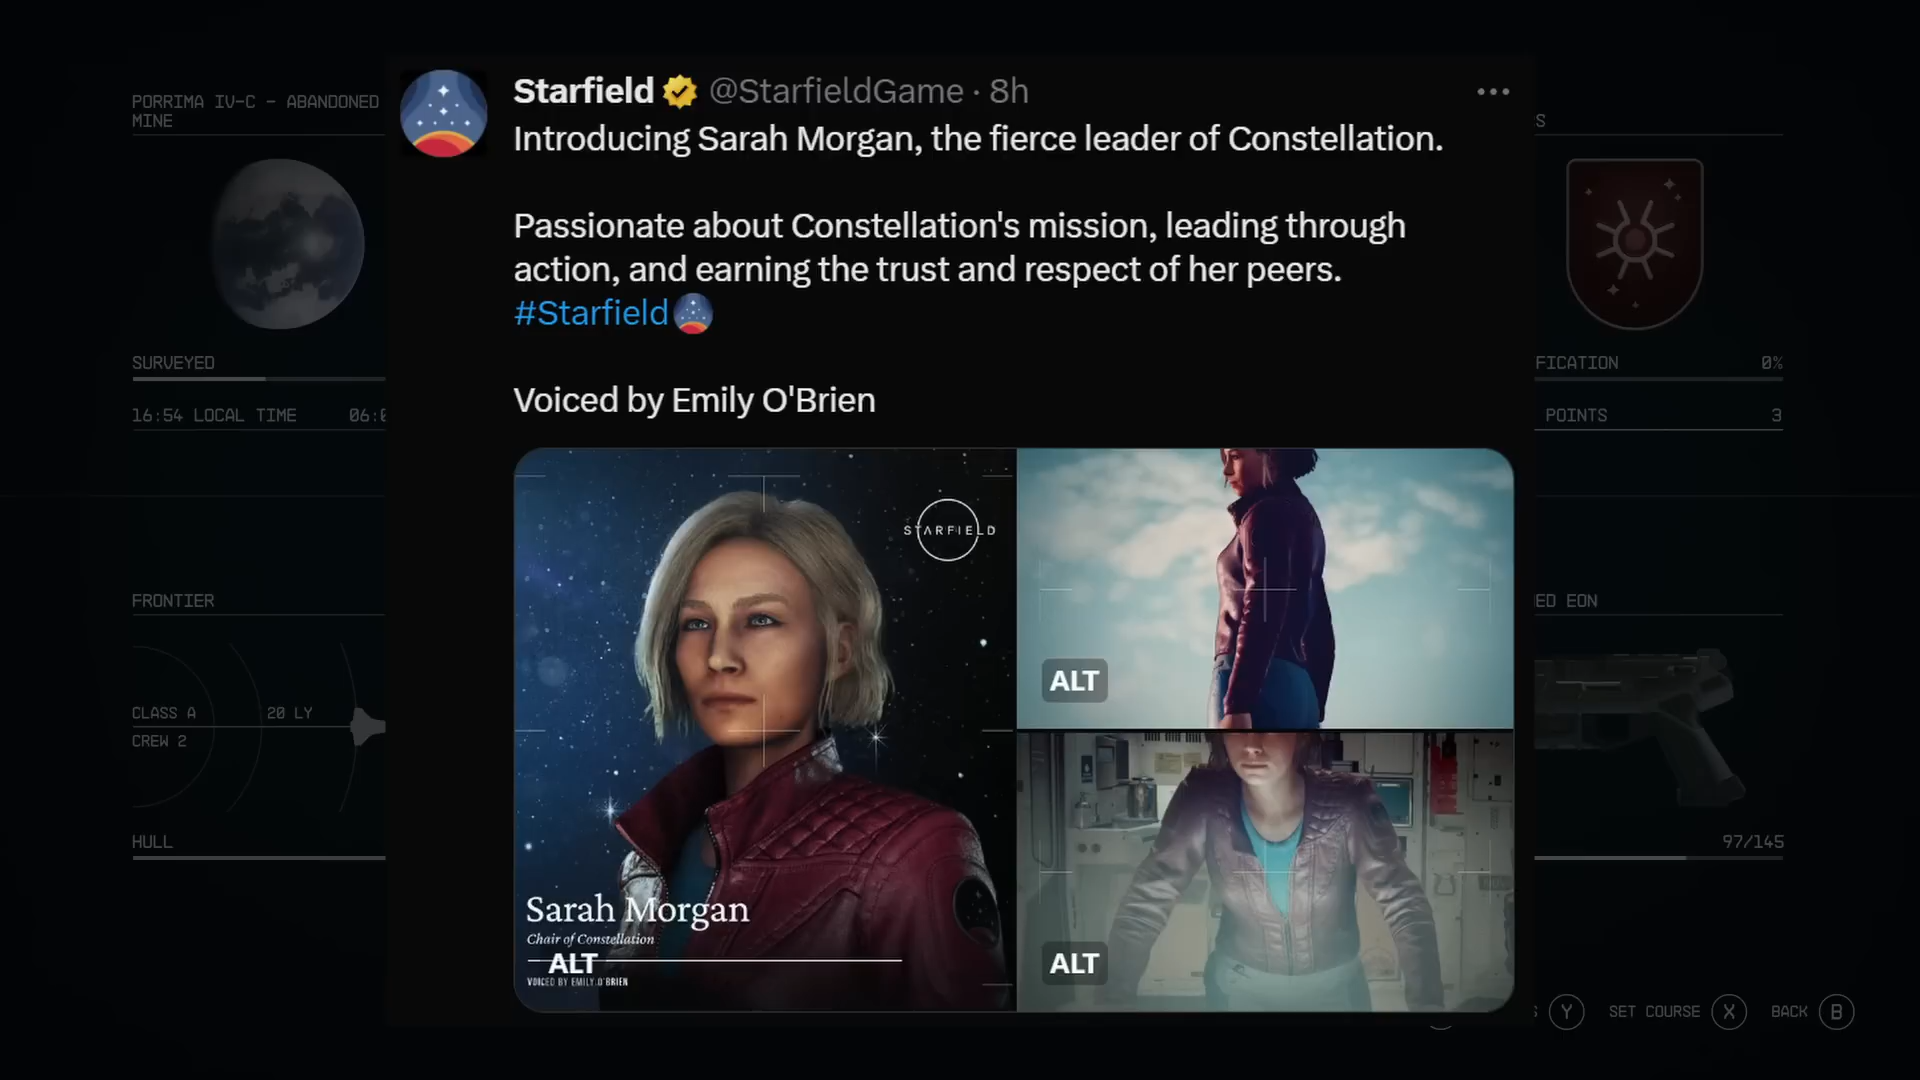 PORRIMA IV-C - ABANDONED
MINE
SURVEYED
16:54 LOCAL TIME
FRONTIER
CLASS A
20 LY
CREW 2
HULL
Starfield @StarfieldGame · 8h
Introducing Sarah Morgan, the fierce leader of Constellation.
Passionate about Constellation's mission, leading through
action, and earning the trust and respect of her peers.
#Starfield
Voiced by Emily O'Brien
STARFIELD
Sarah Morgan
Chair of Constellation
ALT
VOICED BY EMILY O'BRIEN
ALT
ALT
0%
POINTS 3
EON
97/145
Y SET COURSE X BACK B